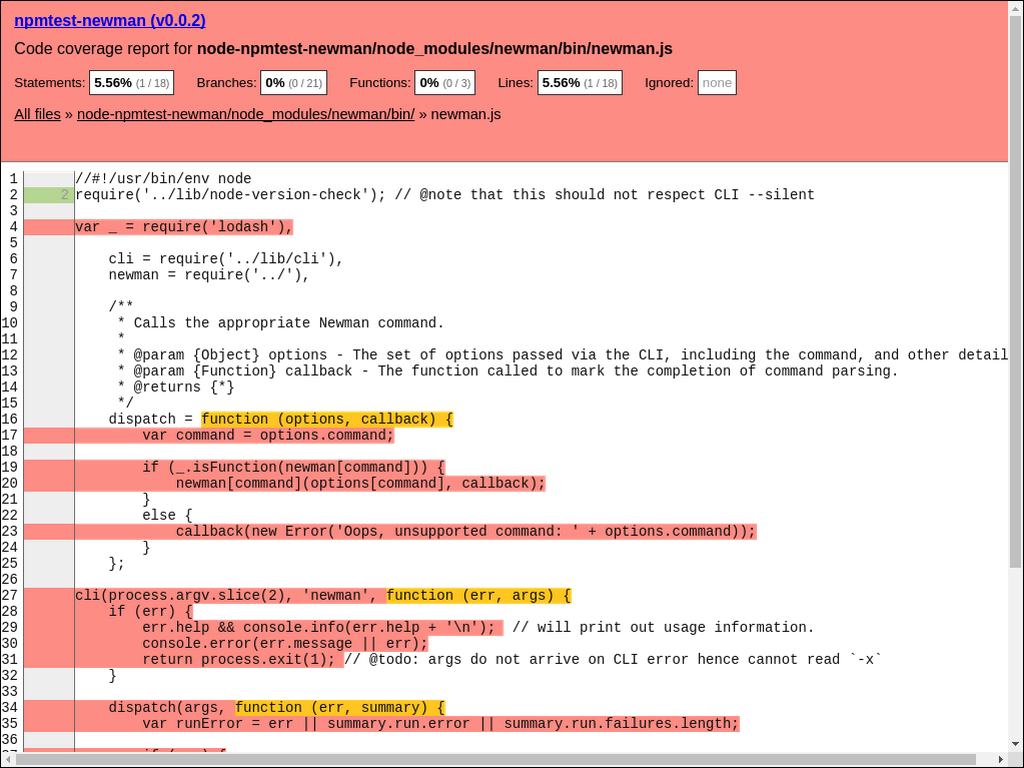 npmtest-newman (v0.0.2)
Code coverage report for node-npmtest-newman/node_modules/newman/bin/newman.js
Statements: 5.56% (1 / 18) Branches: 0% (0 / 21) Functions: 0% (0 / 3) Lines: 5.56% (1 / 18) Ignored: none
All files » node-npmtest-newman/node_modules/newman/bin/ » newman.js
1 //#!/usr/bin/env node
2 2 require('../lib/node-version-check'); // @note that this should not respect CLI --silent
3
4 var _ = require('lodash'),
5
6     cli = require('../lib/cli'),
7     newman = require('../'),
8
9     /**
10      * Calls the appropriate Newman command.
11      *
12      * @param {Object} options - The set of options passed via the CLI, including the command, and other detail
13      * @param {Function} callback - The function called to mark the completion of command parsing.
14      * @returns {*}
15      */
16     dispatch = function (options, callback) {
17         var command = options.command;
18
19         if (_.isFunction(newman[command])) {
20             newman[command](options[command], callback);
21         }
22         else {
23             callback(new Error('Oops, unsupported command: ' + options.command));
24         }
25     };
26
27 cli(process.argv.slice(2), 'newman', function (err, args) {
28     if (err) {
29         err.help && console.info(err.help + '\n');  // will print out usage information.
30         console.error(err.message || err);
31         return process.exit(1); // @todo: args do not arrive on CLI error hence cannot read `-x`
32     }
33
34     dispatch(args, function (err, summary) {
35         var runError = err || summary.run.error || summary.run.failures.length;
36